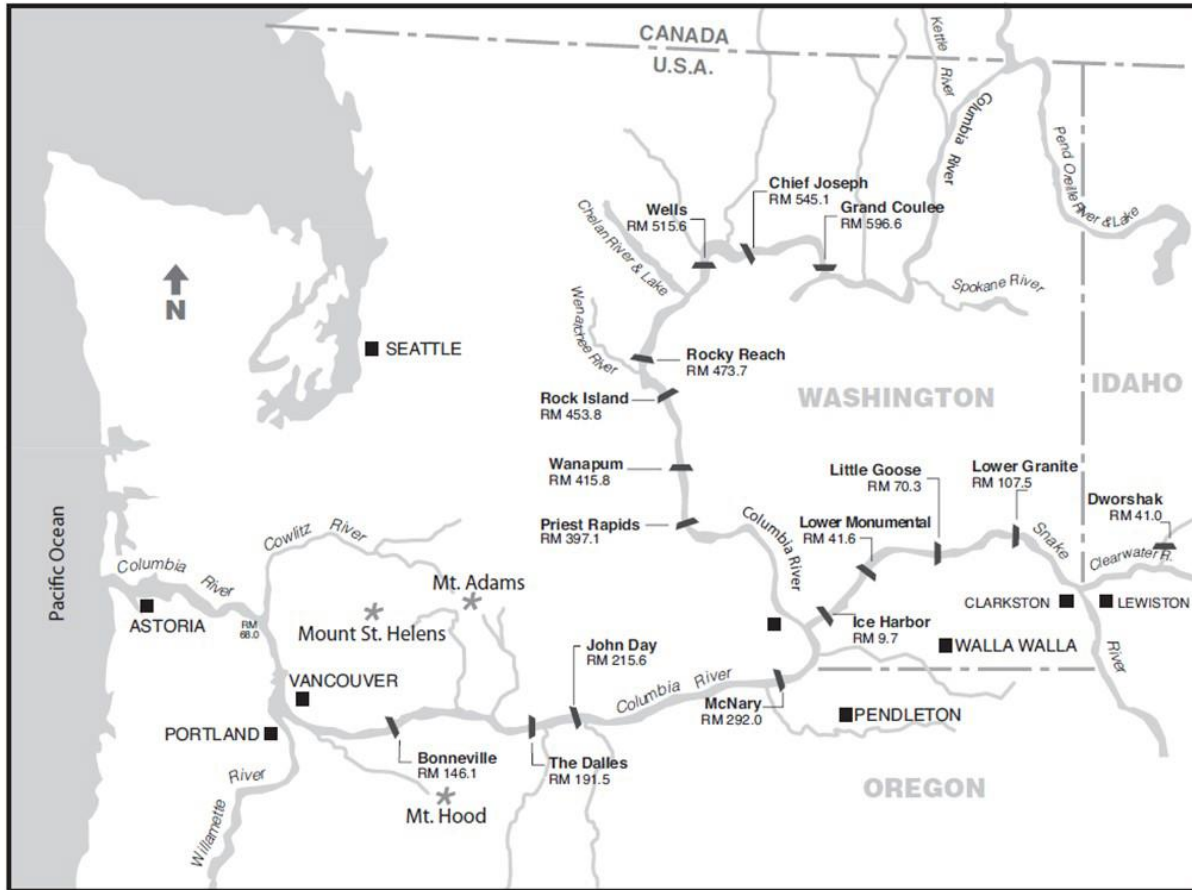 CANADA
U.S.A.
Kettle
River
Columbia
River
Pend Oreille River & Lake
Chief Joseph
RM 545.1
Grand Coulee
RM 596.6
Wells
RM 515.6
Chelan River & Lake
Spokane River
N
Wenatchee
River
SEATTLE
Rocky Reach
RM 473.7
WASHINGTON
IDAHO
Rock Island
RM 453.8
Wanapum
RM 415.8
Little Goose
RM 70.3
Lower Granite
RM 107.5
Dworshak
RM 41.0
Priest Rapids
RM 397.1
Columbia River
Lower Monumental
RM 41.6
Snake
Clearwater R.
Pacific Ocean
Cowlitz
River
Columbia
River
Mt. Adams
ASTORIA
RM
68.0
Mount St. Helens
CLARKSTON
LEWISTON
Ice Harbor
RM 9.7
WALLA WALLA
River
John Day
RM 215.6
VANCOUVER
Columbia
River
McNary
RM 292.0
PENDLETON
PORTLAND
Bonneville
RM 146.1
The Dalles
RM 191.5
River
Willamette
Mt. Hood
OREGON